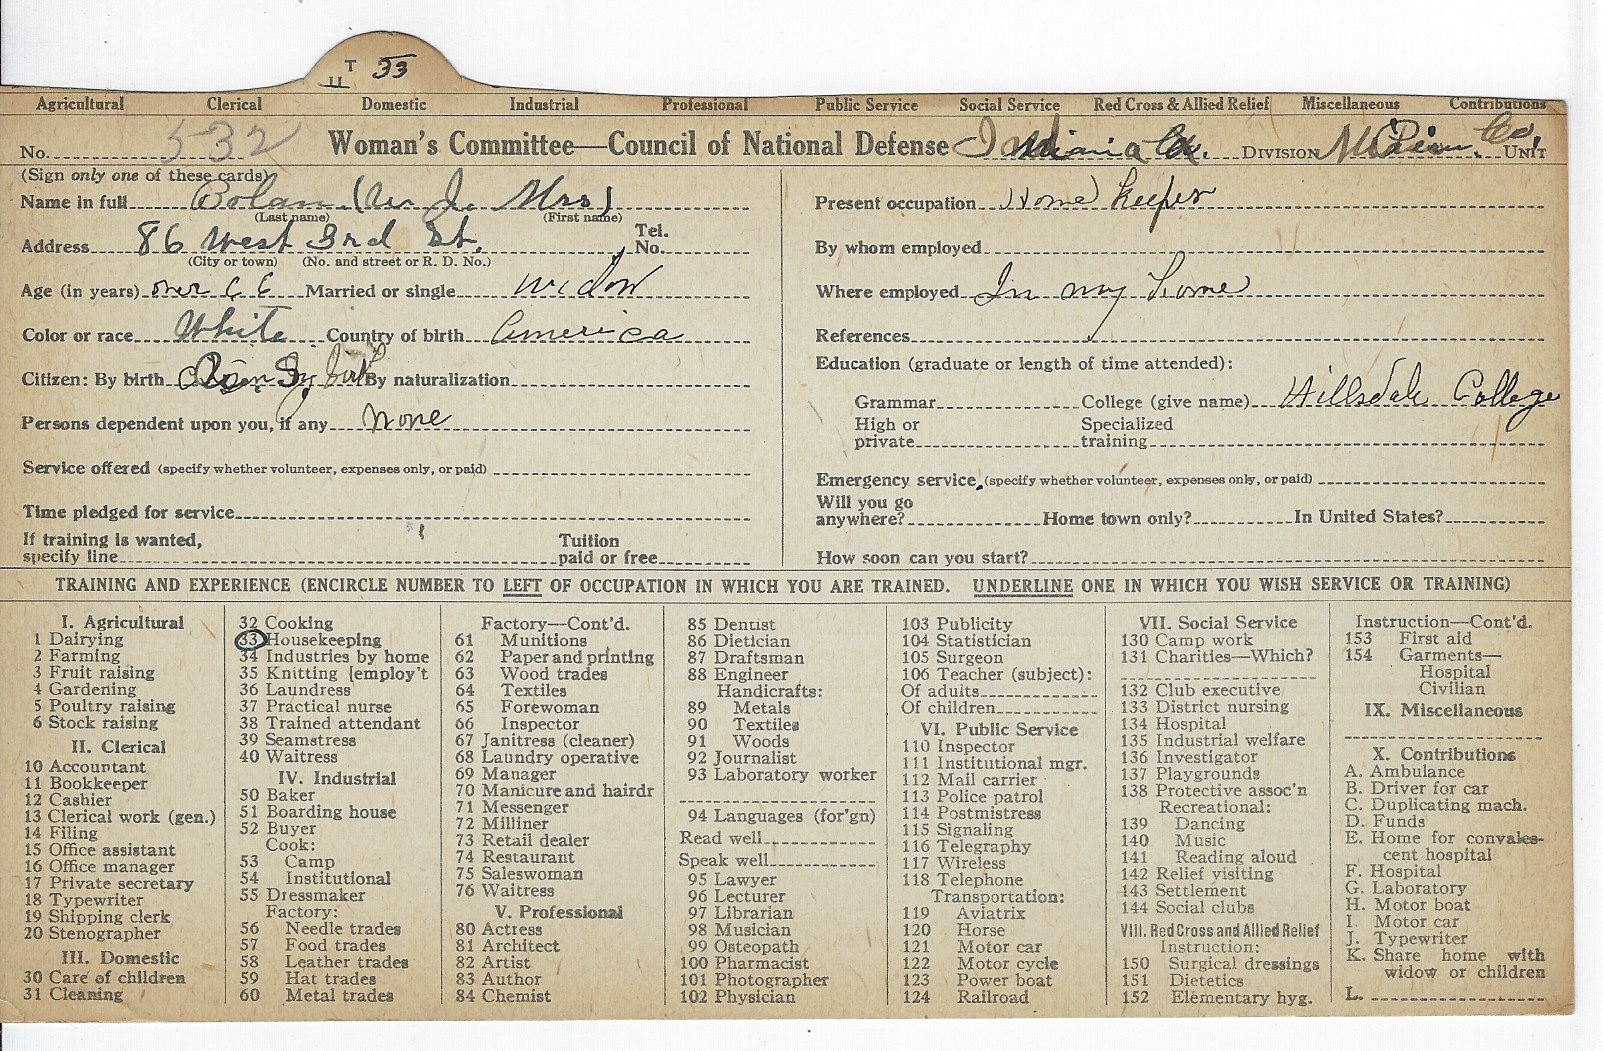 T 33
II
Agricultural Clerical Domestic Industrial Professional Public Service Social Service Red Cross & Allied Relief Miscellaneous Contributions
No. 532 Woman's Committee—Council of National Defense Indiana DIVISION Co. UNIT
(Sign only one of these cards)
Name in full Bolan (W. J. Mrs)
(Last name) (First name)
Address 86 West 3rd St. Tel. No.
(City or town) (No. and street or R. D. No.)
Age (in years) over 66 Married or single widow
Color or race White Country of birth America
Citizen: By birth by birth By naturalization
Persons dependent upon you, if any none
Service offered (specify whether volunteer, expenses only, or paid)
Time pledged for service
If training is wanted, specify line Tuition paid or free
Present occupation Home keeper
By whom employed
Where employed In my home
References
Education (graduate or length of time attended):
Grammar College (give name) Hillsdale College
High or private Specialized training
Emergency service (specify whether volunteer, expenses only, or paid)
Will you go anywhere? Home town only? In United States?
How soon can you start?
TRAINING AND EXPERIENCE (ENCIRCLE NUMBER TO LEFT OF OCCUPATION IN WHICH YOU ARE TRAINED. UNDERLINE ONE IN WHICH YOU WISH SERVICE OR TRAINING)
I. Agricultural
1 Dairying
2 Farming
3 Fruit raising
4 Gardening
5 Poultry raising
6 Stock raising
II. Clerical
10 Accountant
11 Bookkeeper
12 Cashier
13 Clerical work (gen.)
14 Filing
15 Office assistant
16 Office manager
17 Private secretary
18 Typewriter
19 Shipping clerk
20 Stenographer
III. Domestic
30 Care of children
31 Cleaning
32 Cooking
33 Housekeeping
34 Industries by home
35 Knitting [employ't
36 Laundress
37 Practical nurse
38 Trained attendant
39 Seamstress
40 Waitress
IV. Industrial
50 Baker
51 Boarding house
52 Buyer
Cook:
53 Camp
54 Institutional
55 Dressmaker
Factory:
56 Needle trades
57 Food trades
58 Leather trades
59 Hat trades
60 Metal trades
Factory—Cont'd.
61 Munitions
62 Paper and printing
63 Wood trades
64 Textiles
65 Forewoman
66 Inspector
67 Janitress (cleaner)
68 Laundry operative
69 Manager
70 Manicure and hairdr
71 Messenger
72 Milliner
73 Retail dealer
74 Restaurant
75 Saleswoman
76 Waitress
V. Professional
80 Actress
81 Architect
82 Artist
83 Author
84 Chemist
85 Dentist
86 Dietician
87 Draftsman
88 Engineer
Handicrafts:
89 Metals
90 Textiles
91 Woods
92 Journalist
93 Laboratory worker
94 Languages (for'gn)
Read well
Speak well
95 Lawyer
96 Lecturer
97 Librarian
98 Musician
99 Osteopath
100 Pharmacist
101 Photographer
102 Physician
103 Publicity
104 Statistician
105 Surgeon
106 Teacher (subject):
Of adults
Of children
VI. Public Service
110 Inspector
111 Institutional mgr.
112 Mail carrier
113 Police patrol
114 Postmistress
115 Signaling
116 Telegraphy
117 Wireless
118 Telephone
Transportation:
119 Aviatrix
120 Horse
121 Motor car
122 Motor cycle
123 Power boat
124 Railroad
VII. Social Service
130 Camp work
131 Charities—Which?
132 Club executive
133 District nursing
134 Hospital
135 Industrial welfare
136 Investigator
137 Playgrounds
138 Protective assoc'n
Recreational:
139 Dancing
140 Music
141 Reading aloud
142 Relief visiting
143 Settlement
144 Social clubs
VIII. Red Cross and Allied Relief
Instruction:
150 Surgical dressings
151 Dietetics
152 Elementary hyg.
Instruction—Cont'd.
153 First aid
154 Garments—
Hospital
Civilian
IX. Miscellaneous
X. Contributions
A. Ambulance
B. Driver for car
C. Duplicating mach.
D. Funds
E. Home for convales-
cent hospital
F. Hospital
G. Laboratory
H. Motor boat
I. Motor car
J. Typewriter
K. Share home with
widow or children
L.